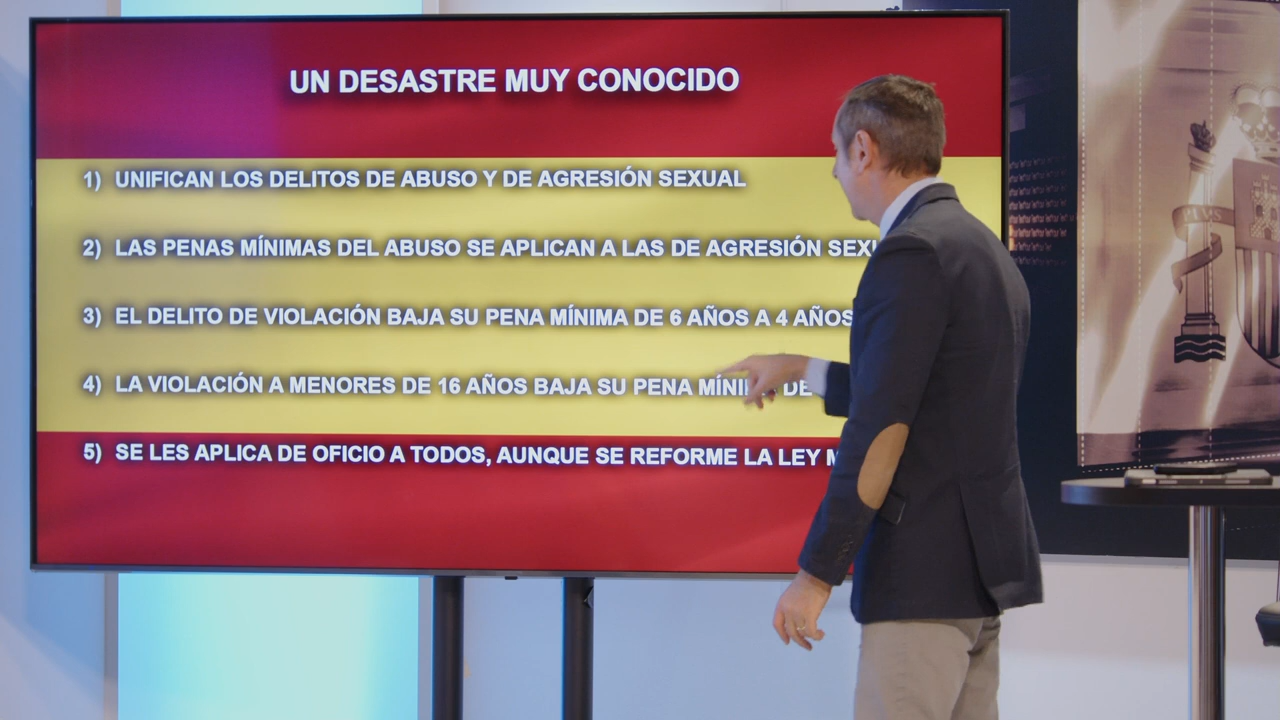 UN DESASTRE MUY CONOCIDO
1) UNIFICAN LOS DELITOS DE ABUSO Y DE AGRESIÓN SEXUAL
2) LAS PENAS MÍNIMAS DEL ABUSO SE APLICAN A LAS DE AGRESIÓN
3) EL DELITO DE VIOLACIÓN BAJA SU PENA MÍNIMA DE 6 AÑOS A 4 AÑOS
4) LA VIOLACIÓN A MENORES DE 16 AÑOS BAJA SU PENA DE
5) SE LES APLICA DE OFICIO A TODOS, AUNQUE SE REFORME LA LEY
PLVS